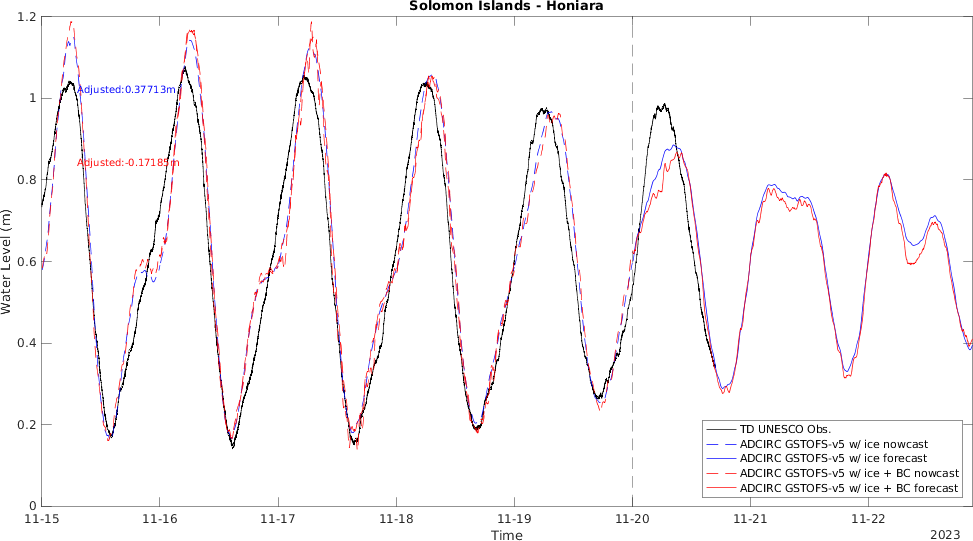 Solomon Islands - Honiara
1.2
1
0.8
0.6
0.4
0.2
0
Water Level (m)
Adjusted:0.37713m
Adjusted:-0.17185m
TD UNESCO Obs.
ADCIRC GSTOFS-v5 w/ ice nowcast
ADCIRC GSTOFS-v5 w/ ice forecast
ADCIRC GSTOFS-v5 w/ ice + BC nowcast
ADCIRC GSTOFS-v5 w/ ice + BC forecast
11-15 11-16 11-17 11-18 11-19 11-20 11-21 11-22
Time
2023